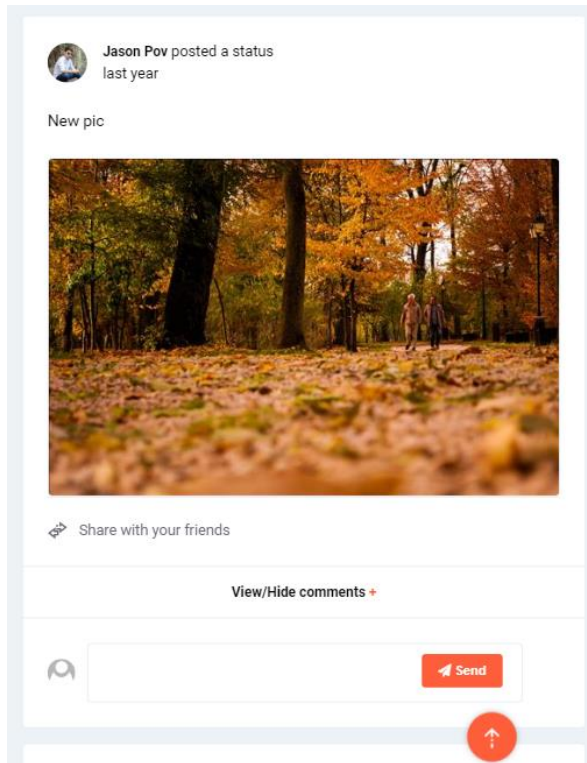 Jason Pov posted a status
last year
New pic
Share with your friends
View/Hide comments +
Send